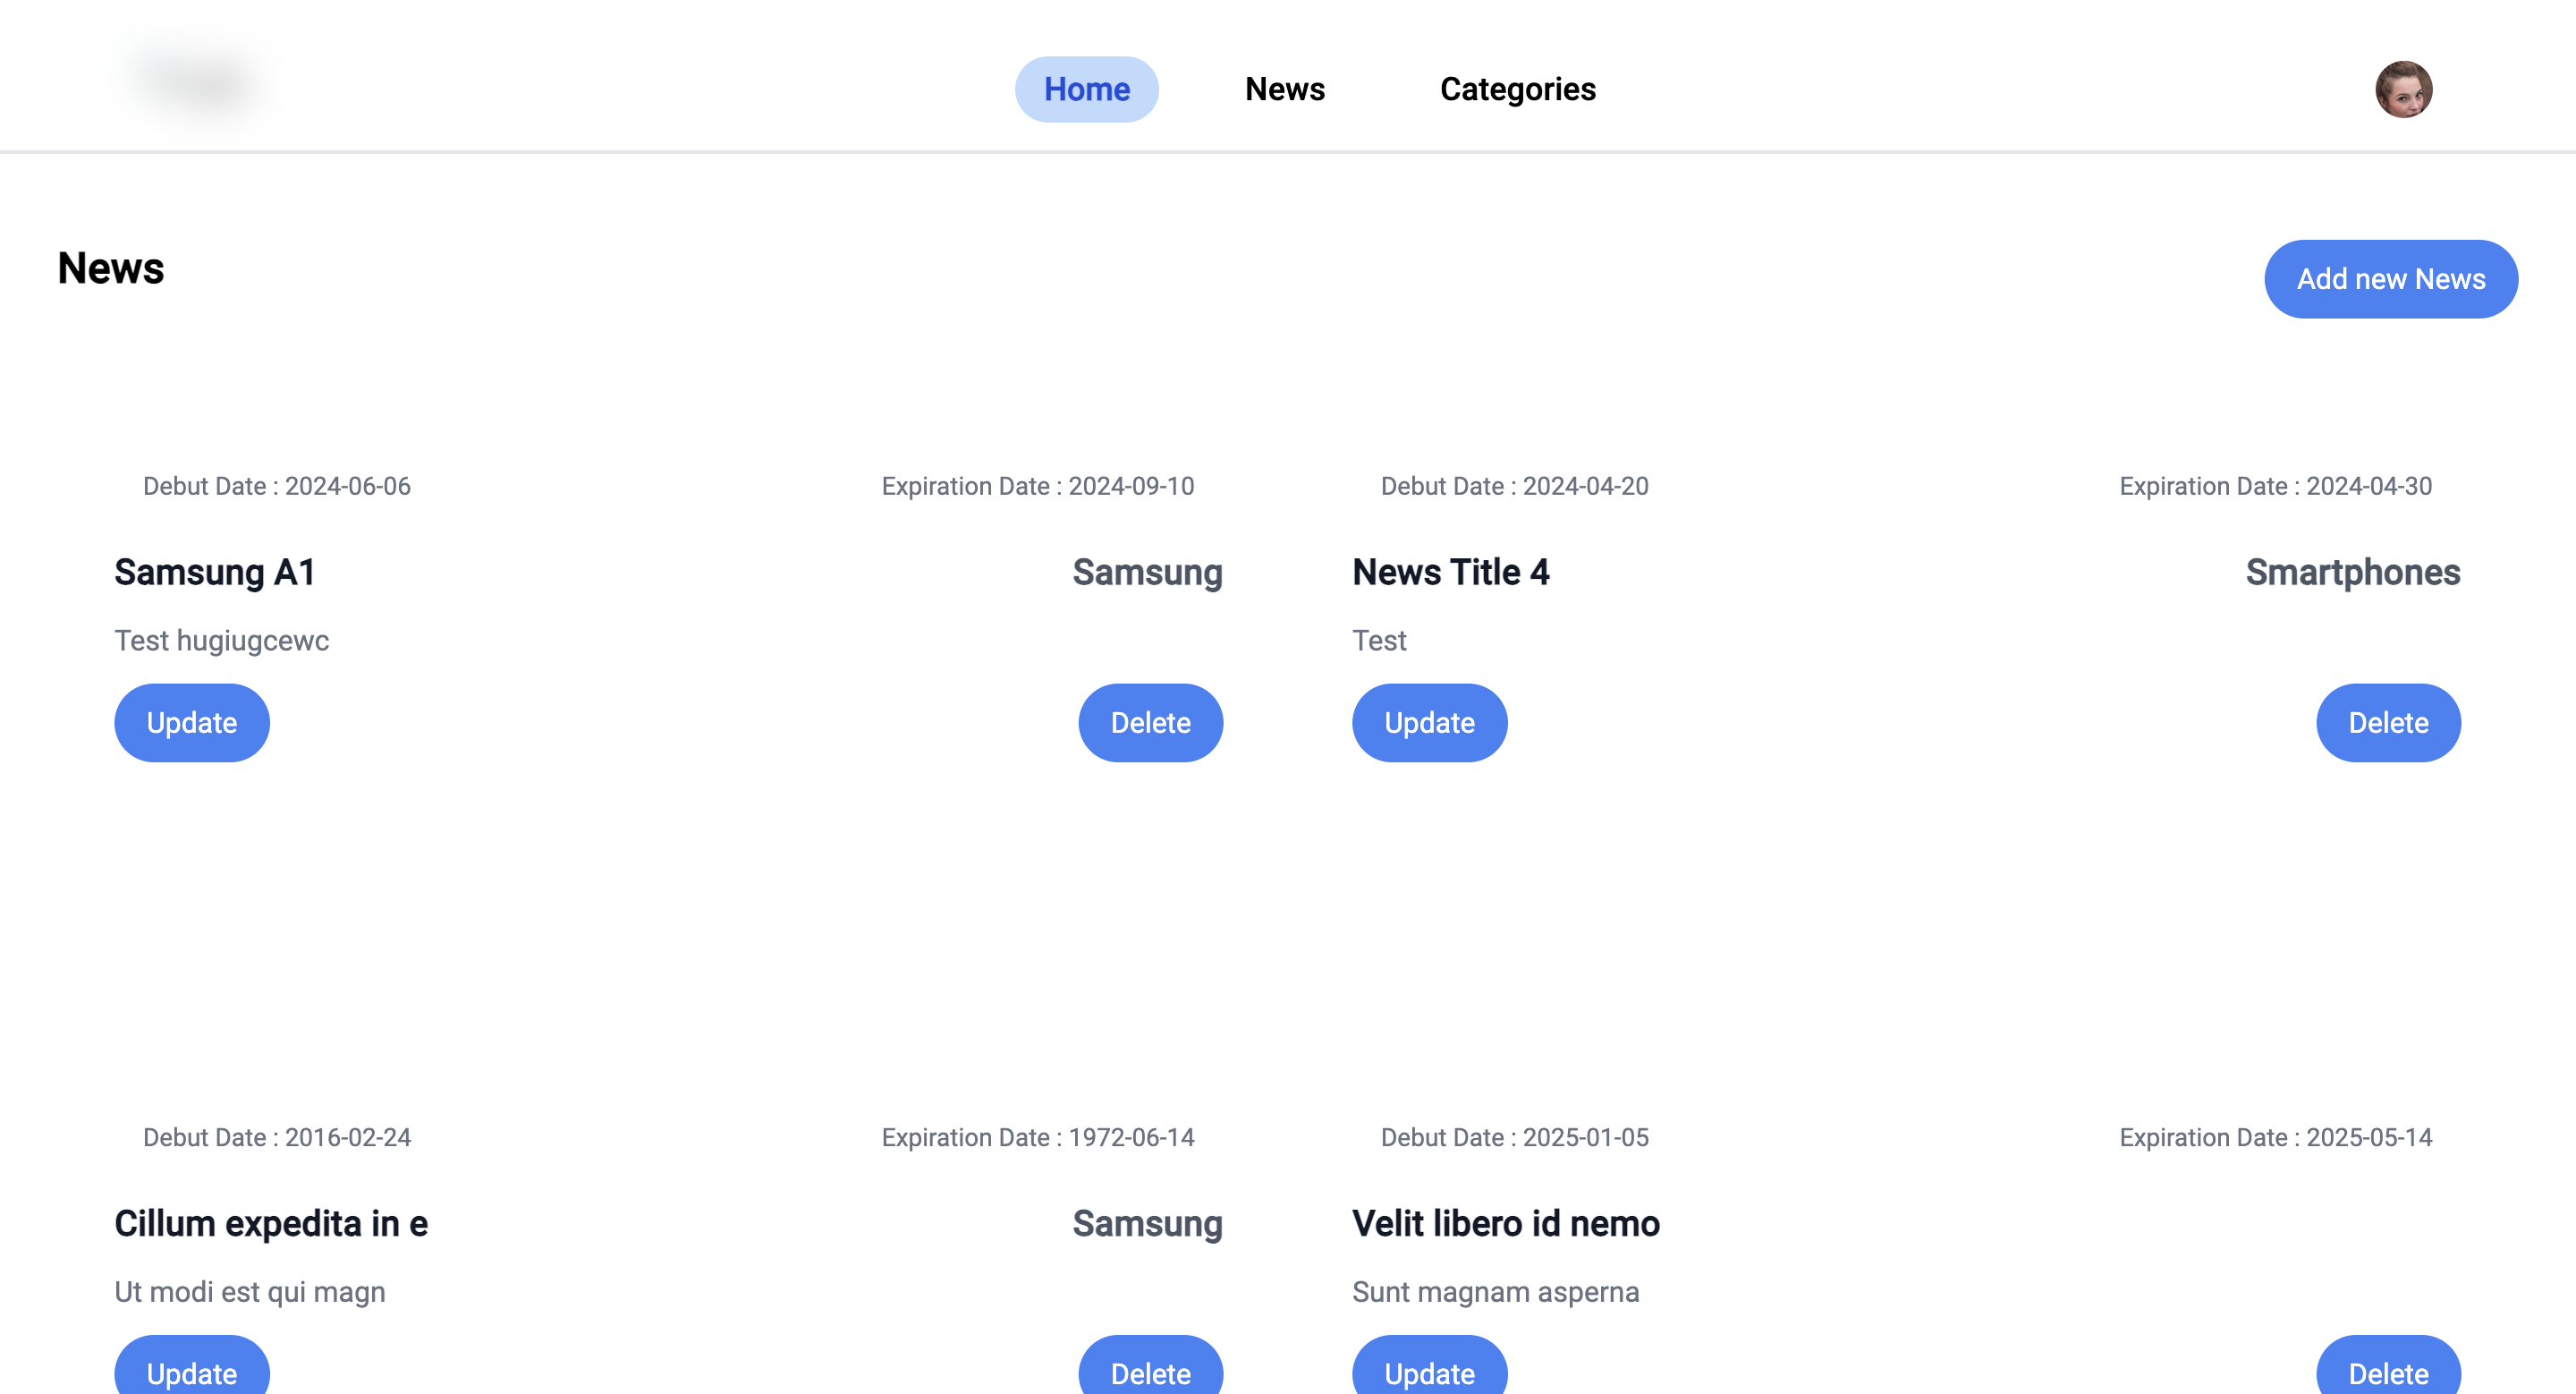 Home News Categories
News
Add new News
Debut Date : 2024-06-06
Expiration Date : 2024-09-10
Samsung A1
Samsung
Test hugiugcewc
Update
Delete
Debut Date : 2024-04-20
Expiration Date : 2024-04-30
News Title 4
Smartphones
Test
Update
Delete
Debut Date : 2016-02-24
Expiration Date : 1972-06-14
Cillum expedita in e
Samsung
Ut modi est qui magn
Update
Delete
Debut Date : 2025-01-05
Expiration Date : 2025-05-14
Velit libero id nemo
Sunt magnam asperna
Update
Delete